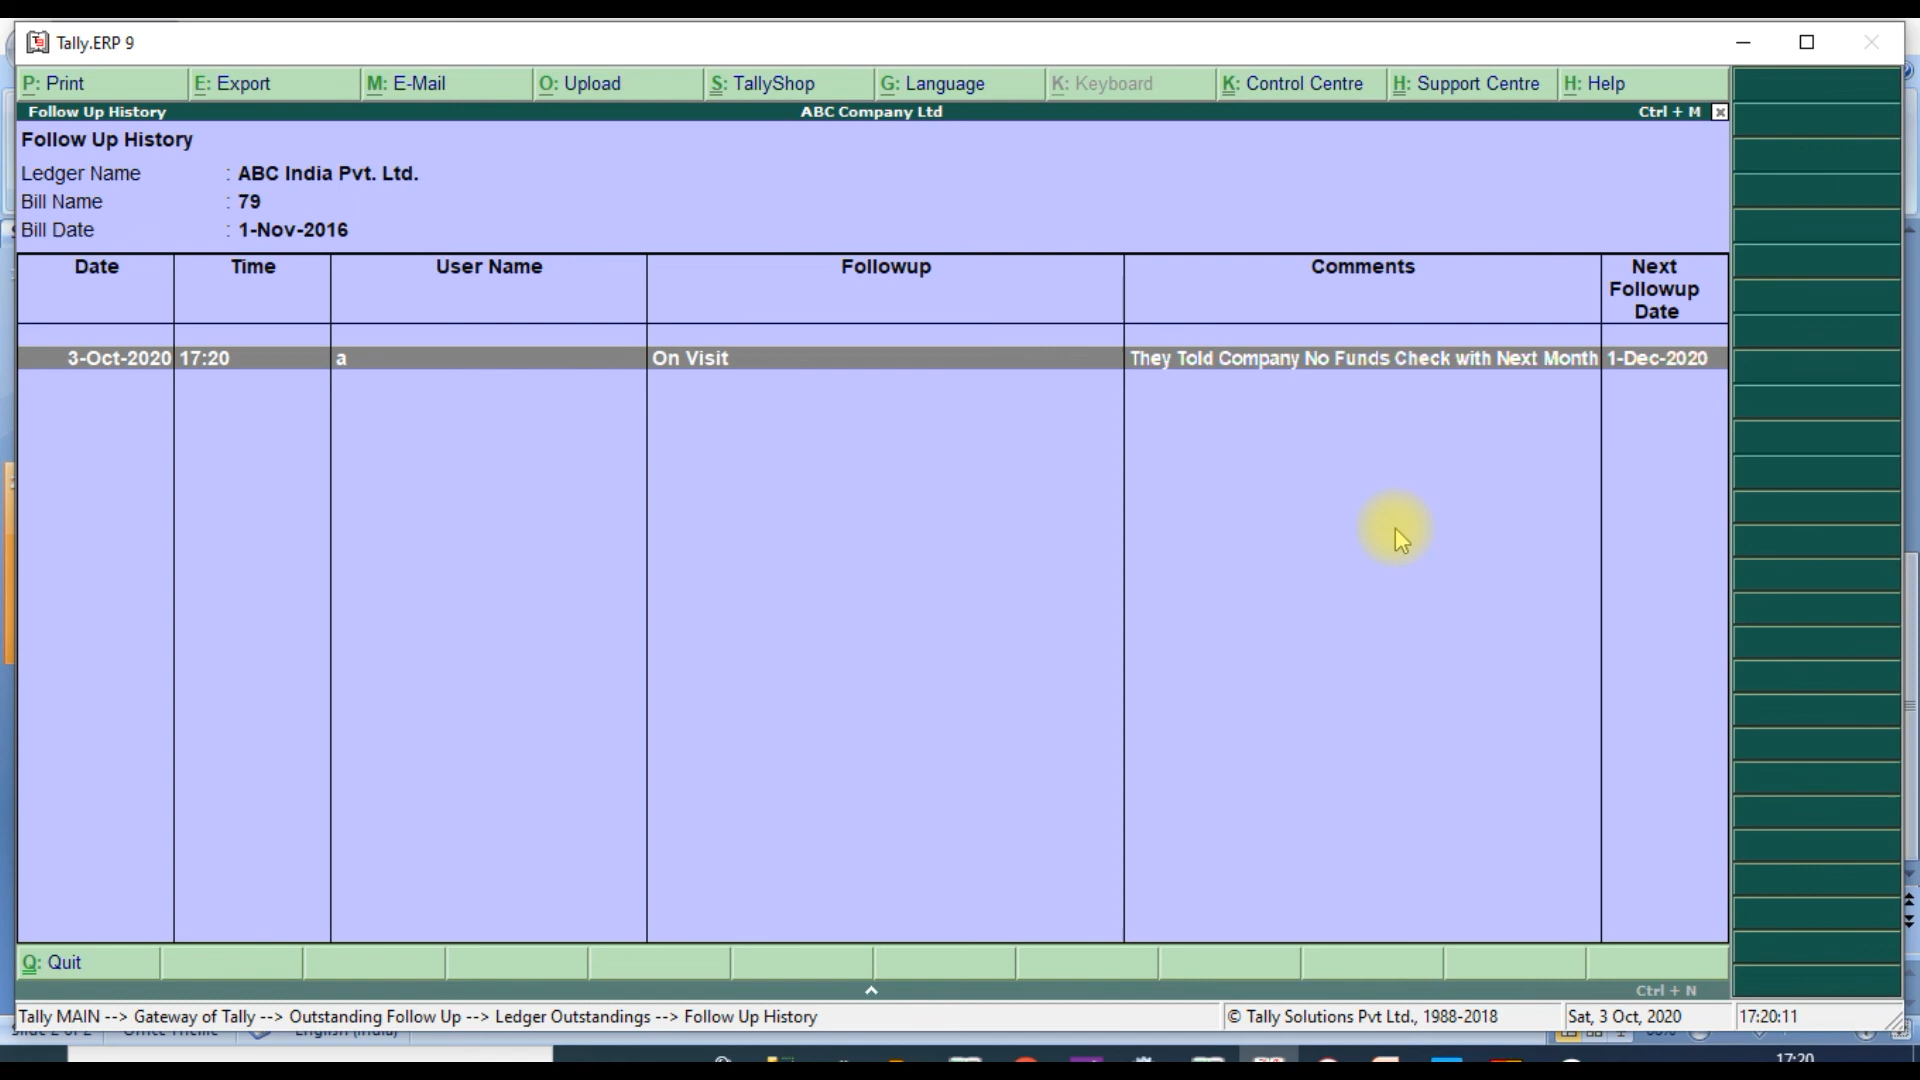 Tally.ERP 9
P: Print E: Export M: E-Mail O: Upload S: TallyShop G: Language K: Keyboard K: Control Centre H: Support Centre H: Help
Follow Up History ABC Company Ltd Ctrl + M
Follow Up History
Ledger Name : ABC India Pvt. Ltd.
Bill Name : 79
Bill Date : 1-Nov-2016
Date Time User Name Followup Comments Next
Followup
Date
3-Oct-2020 17:20 a On Visit They Told Company No Funds Check with Next Month 1-Dec-2020
Q: Quit
Ctrl + N
Tally MAIN --> Gateway of Tally --> Outstanding Follow Up --> Ledger Outstandings --> Follow Up History © Tally Solutions Pvt Ltd., 1988-2018 Sat, 3 Oct, 2020 17:20:11
17:20